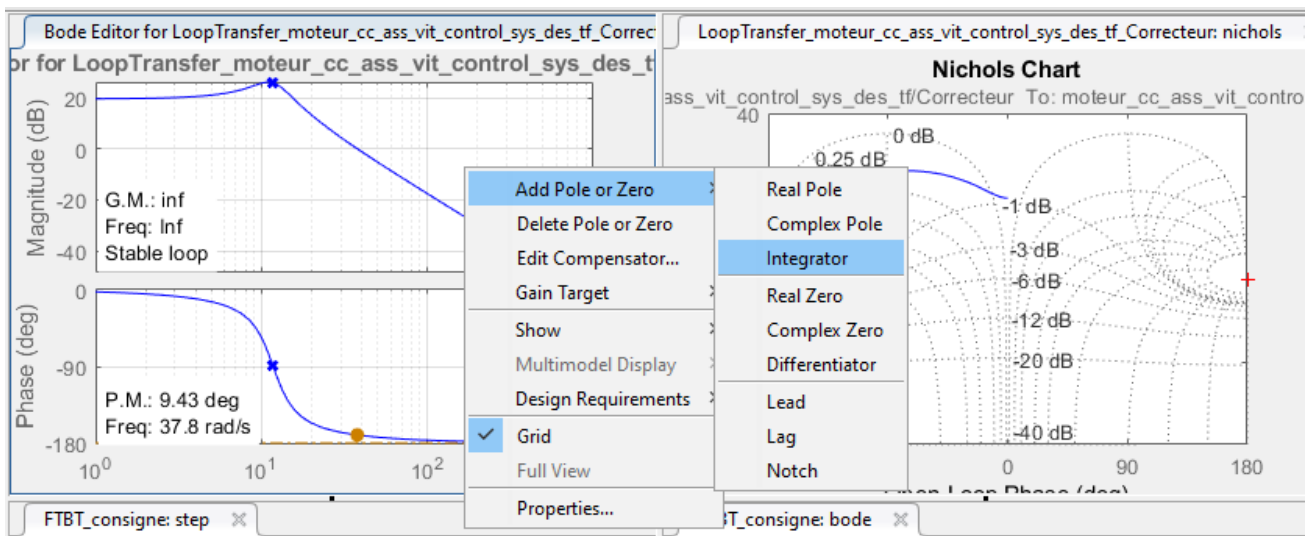 Bode Editor for LoopTransfer_moteur_cc_ass_vit_control_sys_des_tf_Correct
or for LoopTransfer_moteur_cc_ass_vit_control_sys_des_t
Magnitude (dB)
20
0
-20
-40
G.M.: inf
Freq: Inf
Stable loop
Phase (deg)
0
-90
-180
P.M.: 9.43 deg
Freq: 37.8 rad/s
10^0
10^1
10^2
Add Pole or Zero
Delete Pole or Zero
Edit Compensator...
Gain Target
Show
Multimodel Display
Design Requirements
Grid
Full View
Properties...
Real Pole
Complex Pole
Integrator
Real Zero
Complex Zero
Differentiator
Lead
Lag
Notch
LoopTransfer_moteur_cc_ass_vit_control_sys_des_tf_Correcteur: nichols
Nichols Chart
ass_vit_control_sys_des_tf/Correcteur To: moteur_cc_ass_vit_contro
40
0 dB
0.25 dB
-1 dB
-3 dB
-6 dB
-12 dB
-20 dB
-40 dB
0
90
180
Open-Loop Phase (deg)
FTBT_consigne: step
BT_consigne: bode